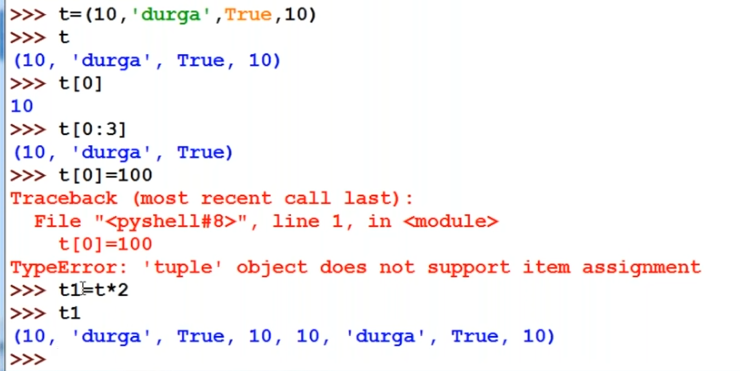 >>> t=(10,'durga',True,10)
>>> t
(10, 'durga', True, 10)
>>> t[0]
10
>>> t[0:3]
(10, 'durga', True)
>>> t[0]=100
Traceback (most recent call last):
  File "<pyshell#8>", line 1, in <module>
    t[0]=100
TypeError: 'tuple' object does not support item assignment
>>> t1=t*2
>>> t1
(10, 'durga', True, 10, 10, 'durga', True, 10)
>>>